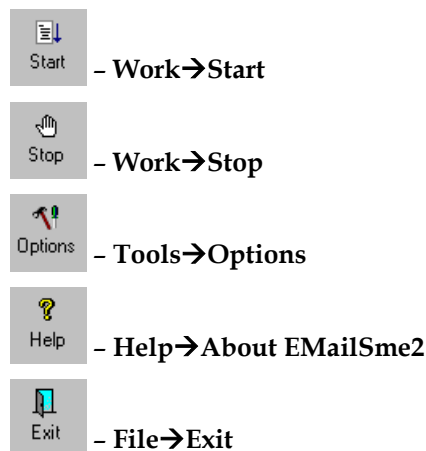 Start – Work→Start
Stop – Work→Stop
Options – Tools→Options
Help – Help→About EMailSme2
Exit – File→Exit